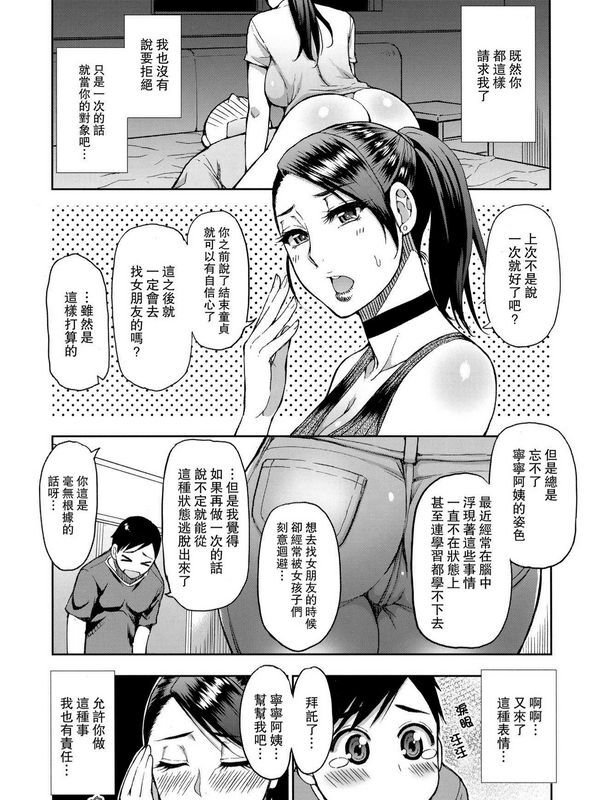 既然你
都這樣
請求我了
我也沒有
說要拒絕
只是一次的話
就當你的對象吧…
上次不是說
一次就好了吧？
你之前說了結束童貞
就可以有自信心了
這之後就
一定會去
找女朋友的嗎？
…雖然是
這樣打算的
但是總是
忘不了
寧寧阿姨的姿色
最近經常在腦中
浮現著這些事情
一直不在狀態上
甚至連學習都學不下去
想去找女朋友的時候
卻經常被女孩子們
刻意迴避…
…但是我覺得
如果再做一次的話
說不定就能從
這種狀態逃脫出來了
你這是
毫無根據的
話呀…
啊啊…
又來了
這種表情…
淚眼
汪汪
拜託了…
寧寧阿姨
幫幫我吧…
允許你做
這種事
我也有責任…